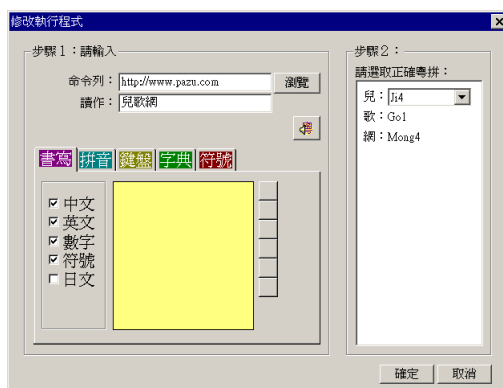 修改執行程式
步驟1：請輸入
命令列：http://www.pazu.com 瀏覽
讀作：兒歌網
書寫 拼音 鍵盤 字典 符號
中文
英文
數字
符號
日文
步驟2：
請選取正確粵拼：
兒：Ji4
歌：Go1
網：Mong4
確定 取消